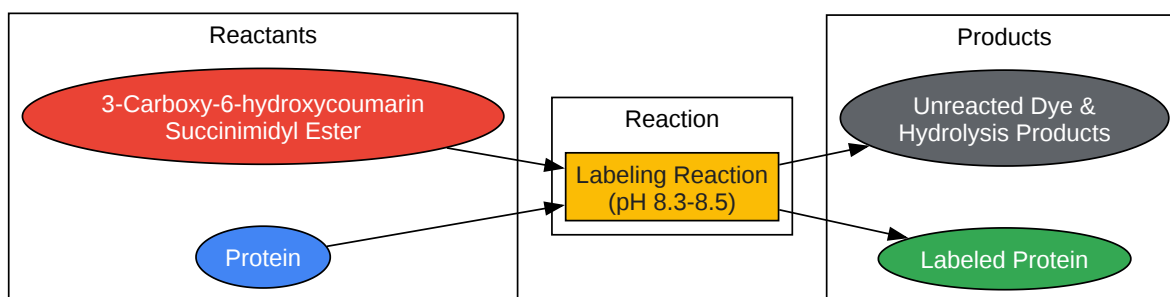 Reactants
3-Carboxy-6-hydroxycoumarin
Succinimidyl Ester
Protein
Reaction
Labeling Reaction
(pH 8.3-8.5)
Products
Unreacted Dye &
Hydrolysis Products
Labeled Protein